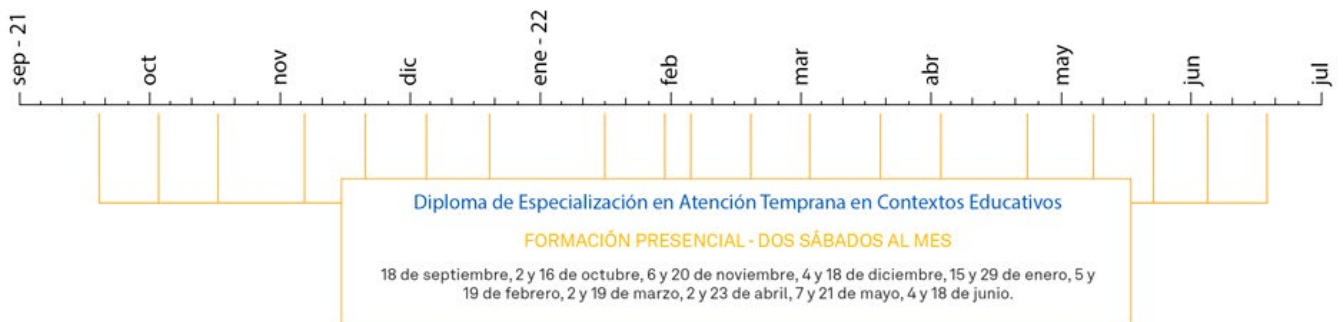 sep - 21
oct
nov
dic
ene - 22
feb
mar
abr
may
jun
jul
Diploma de Especialización en Atención Temprana en Contextos Educativos
FORMACIÓN PRESENCIAL - DOS SÁBADOS AL MES
18 de septiembre, 2 y 16 de octubre, 6 y 20 de noviembre, 4 y 18 de diciembre, 15 y 29 de enero, 5 y
19 de febrero, 2 y 19 de marzo, 2 y 23 de abril, 7 y 21 de mayo, 4 y 18 de junio.